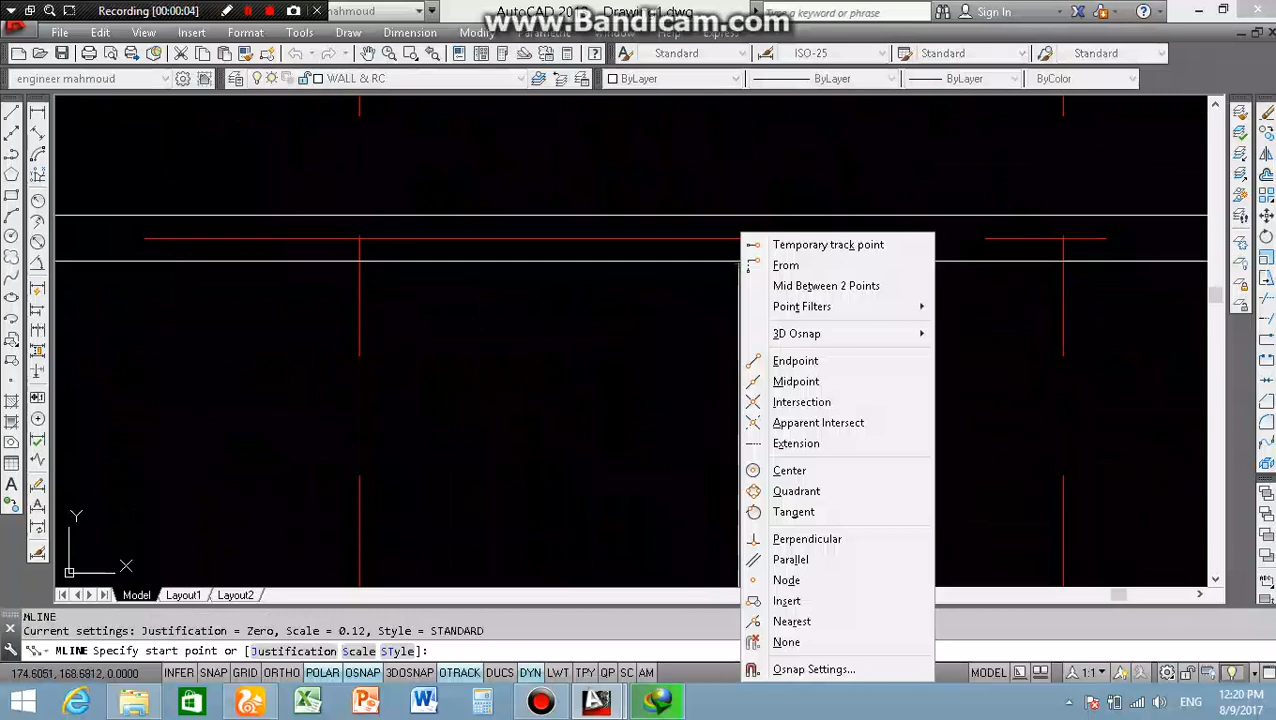 Recording [00:00:04]
mahmoud
AutoCAD 20
Drawing1.dwg
www.Bandicam.com
Type a keyword or phrase
Sign In
File Edit View Insert Format Tools Draw Dimension Modify Parametric Window Help Express
Standard ISO-25 Standard Standard
engineer mahmoud WALL & RC ByLayer ByLayer ByLayer ByColor
Temporary track point
From
Mid Between 2 Points
Point Filters
3D Osnap
Endpoint
Midpoint
Intersection
Apparent Intersect
Extension
Center
Quadrant
Tangent
Perpendicular
Parallel
Node
Insert
Nearest
None
Osnap Settings...
Y
X
Model Layout1 Layout2
MLINE
Current settings: Justification = Zero, Scale = 0.12, Style = STANDARD
MLINE Specify start point or [Justification Scale STyle]:
174.6051, 168.6912, 0.0000 INFER SNAP GRID ORTHO POLAR OSNAP 3DOSNAP OTRACK DUCS DYN LWT TPY QP SC AM MODEL 1:1
ENG
12:20 PM
8/9/2017